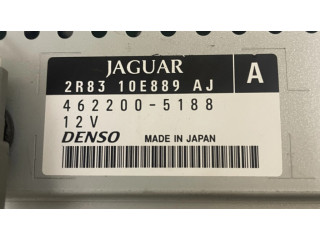 JAGUAR
2R83 10E889 AJ
A
462200-5188
12V
DENSO MADE IN JAPAN